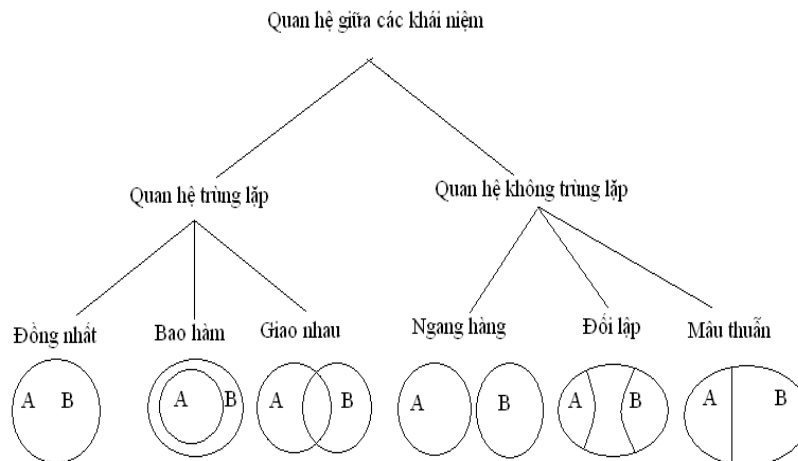 Quan hệ giữa các khái niệm
Quan hệ trùng lặp
Quan hệ không trùng lặp
Đồng nhất
Bao hàm
Giao nhau
Ngang hàng
Đối lập
Mâu thuẫn
A B
A B
A B
A B
A B
A B